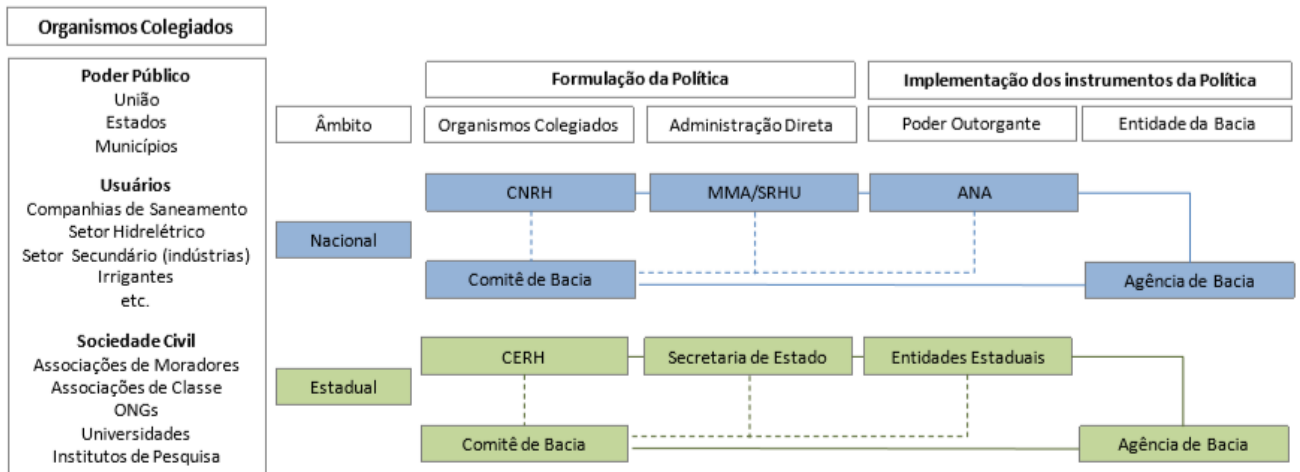 Organismos Colegiados
Poder Público
União
Estados
Municípios
Usuários
Companhias de Saneamento
Setor Hidrelétrico
Setor Secundário (indústrias)
Irrigantes
etc.
Sociedade Civil
Associações de Moradores
Associações de Classe
ONGs
Universidades
Institutos de Pesquisa
Formulação da Política
Implementação dos instrumentos da Política
Âmbito
Organismos Colegiados
Administração Direta
Poder Outorgante
Entidade da Bacia
Nacional
CNRH
MMA/SRHU
ANA
Comitê de Bacia
Agência de Bacia
Estadual
CERH
Secretaria de Estado
Entidades Estaduais
Comitê de Bacia
Agência de Bacia